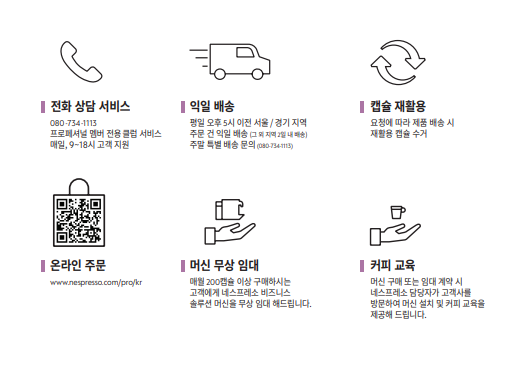 전화 상담 서비스
080-734-1113
프로페셔널 멤버 전용 클럽 서비스
매일, 9-18시 고객 지원
익일 배송
평일 오후 5시 이전 서울 / 경기 지역
주문 건 익일 배송 (그 외 지역 2일 내 배송)
주말 특별 배송 문의 (080-734-1113)
캡슐 재활용
요청에 따라 제품 배송 시
재활용 캡슐 수거
온라인 주문
www.nespresso.com/pro/kr
머신 무상 임대
매월 200캡슐 이상 구매하시는
고객에게 네스프레소 비즈니스
솔루션 머신을 무상 임대 해드립니다.
커피 교육
머신 구매 또는 임대 계약 시
네스프레소 담당자가 고객사를
방문하여 머신 설치 및 커피 교육을
제공해 드립니다.